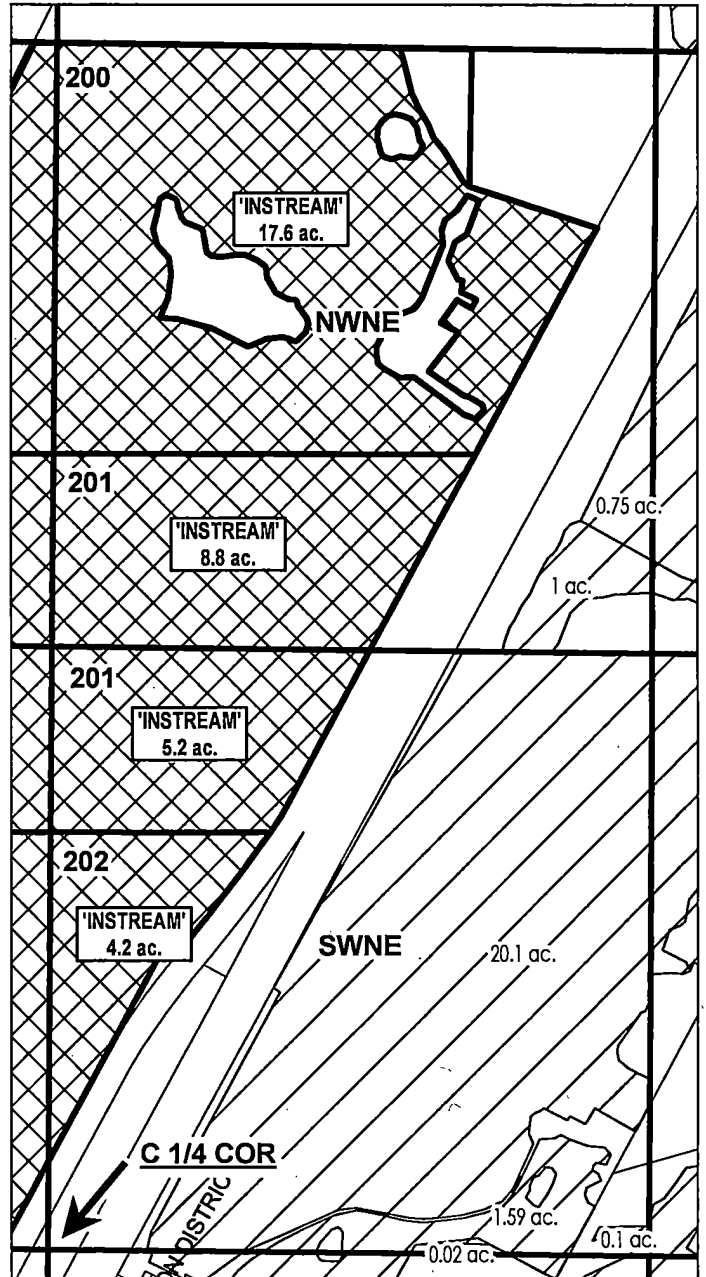 200
'INSTREAM'
17.6 ac.
NWNE
201
'INSTREAM'
8.8 ac.
0.75 ac.
1 ac.
201
'INSTREAM'
5.2 ac.
202
'INSTREAM'
4.2 ac.
SWNE
20.1 ac.
C 1/4 COR
1.59 ac.
0.1 ac.
0.02 ac.